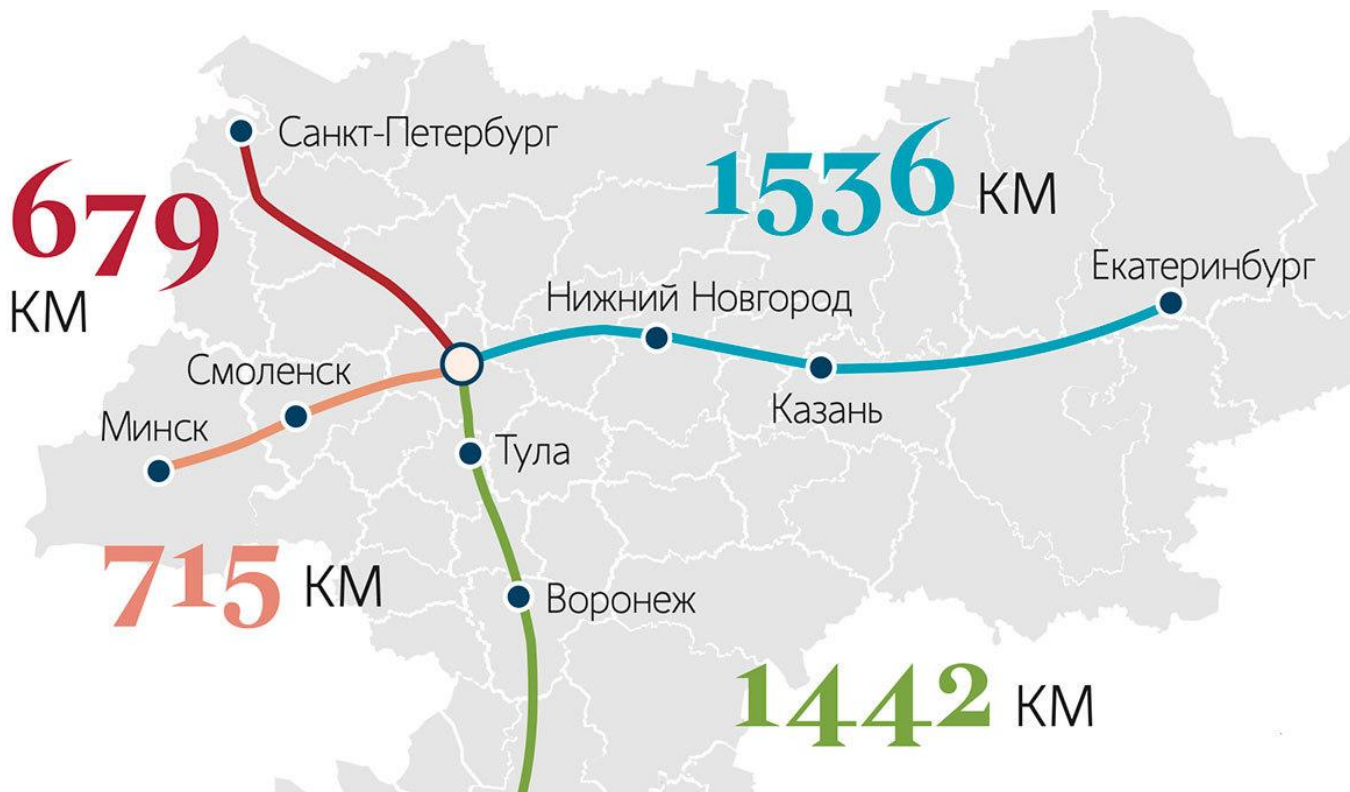 Санкт-Петербург
679
КМ
1536 КМ
Екатеринбург
Нижний Новгород
Смоленск
Казань
Минск
Тула
715 КМ
Воронеж
1442 КМ